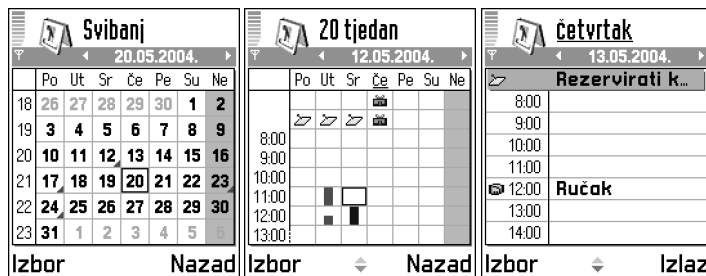 Svibanj
20.05.2004.
Po Ut Sr Če Pe Su Ne
18 26 27 28 29 30 1 2
19 3 4 5 6 7 8 9
20 10 11 12 13 14 15 16
21 17 18 19 20 21 22 23
22 24 25 26 27 28 29 30
23 31 1 2 3 4 5 6
Izbor Nazad
20 tjedan
12.05.2004.
Po Ut Sr Če Pe Su Ne
8:00
9:00
10:00
11:00
12:00
13:00
Izbor Nazad
četvrtak
13.05.2004.
Rezervirati k...
8:00
9:00
10:00
11:00
12:00 Ručak
13:00
14:00
Izbor Izlaz